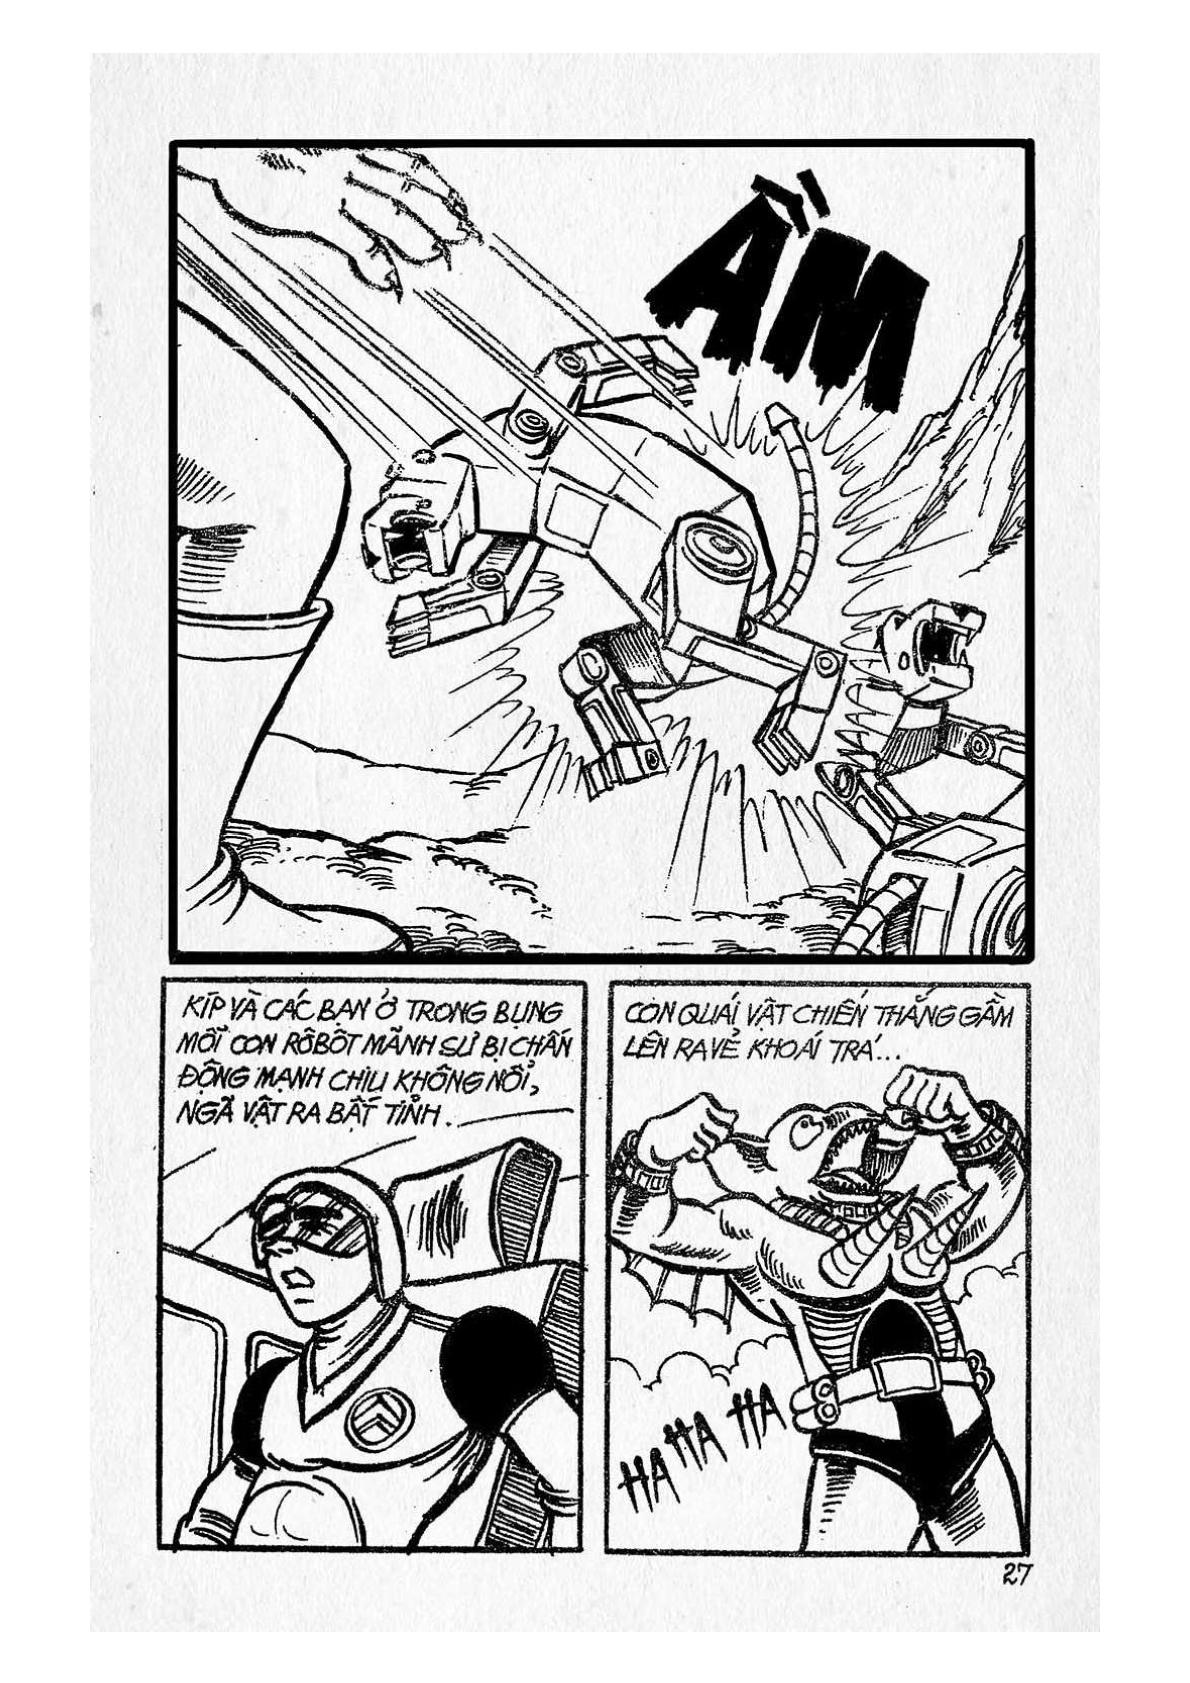 ẦM
KÍP VÀ CÁC BẠN Ở TRONG BỤNG
MỖI CON RÔBÔT MÃNH SƯ BỊ CHẤN
ĐỘNG MẠNH CHỊU KHÔNG NỔI,
NGÃ VẬT RA BẤT TỈNH.
CON QUÁI VẬT CHIẾN THẮNG GẦM
LÊN RA VẺ KHOÁI TRÁ...
HA HA HA
27